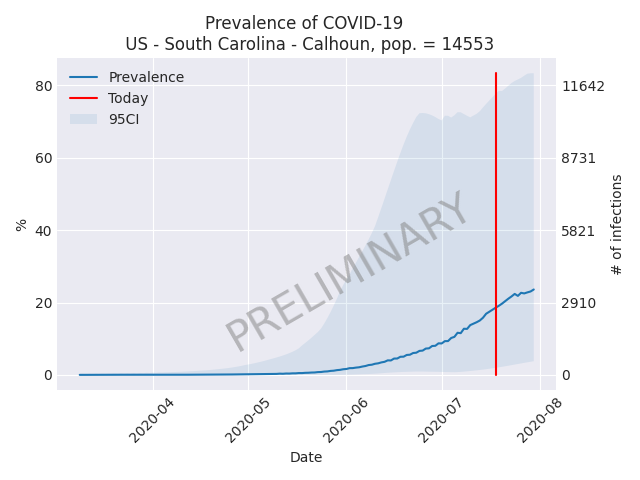 Prevalence of COVID-19
US - South Carolina - Calhoun, pop. = 14553
Prevalence
Today
95CI
PRELIMINARY
%
80
60
40
20
0
11642
8731
5821
2910
0
# of infections
2020-04
2020-05
2020-06
2020-07
2020-08
Date